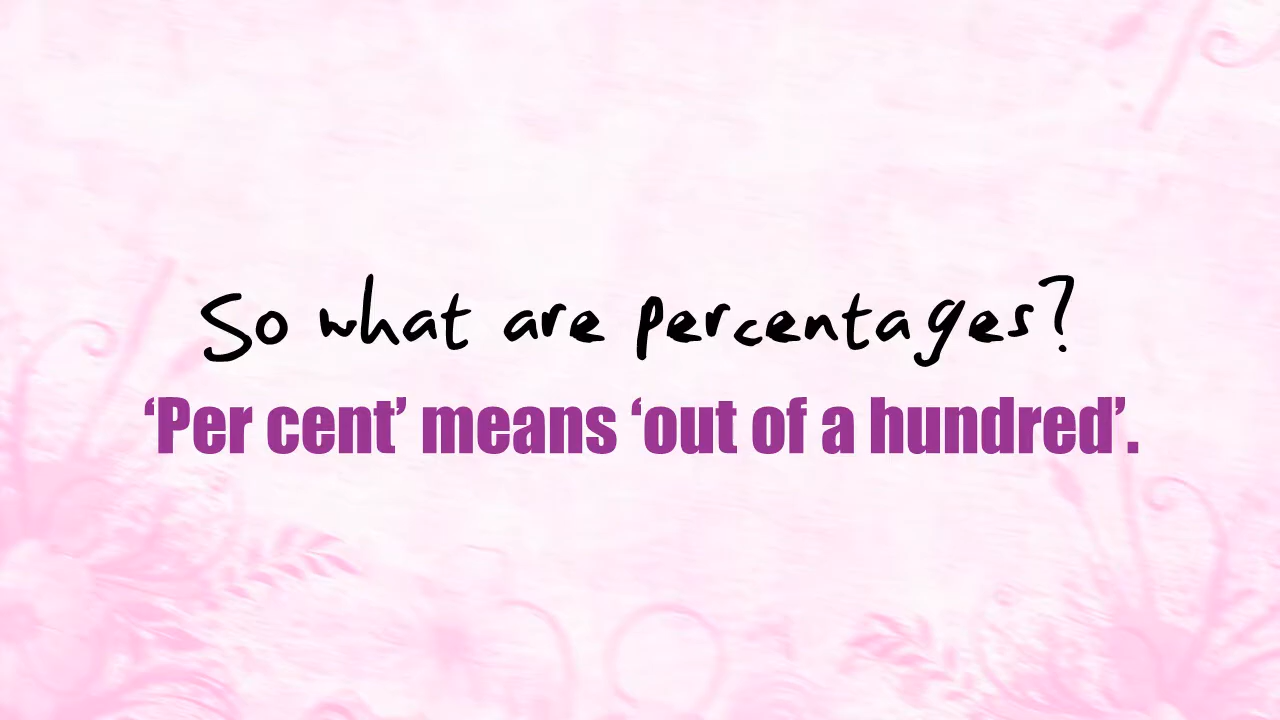 So what are percentages?
‘Per cent’ means ‘out of a hundred’.